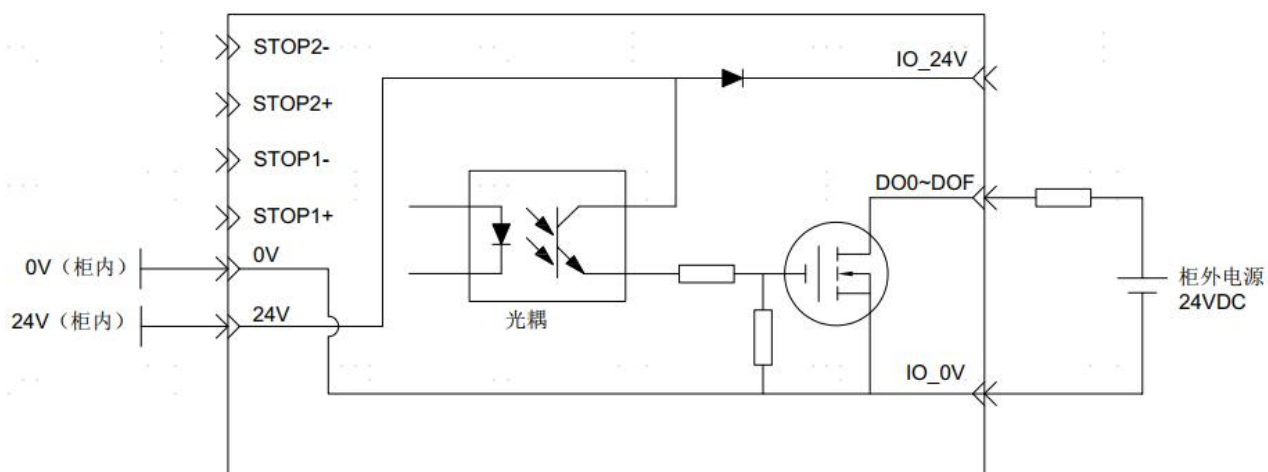 STOP2-
IO_24V
STOP2+
STOP1-
DO0~DOF
STOP1+
0V（柜内）
0V
柜外电源
24VDC
24V（柜内）
24V
光耦
IO_0V